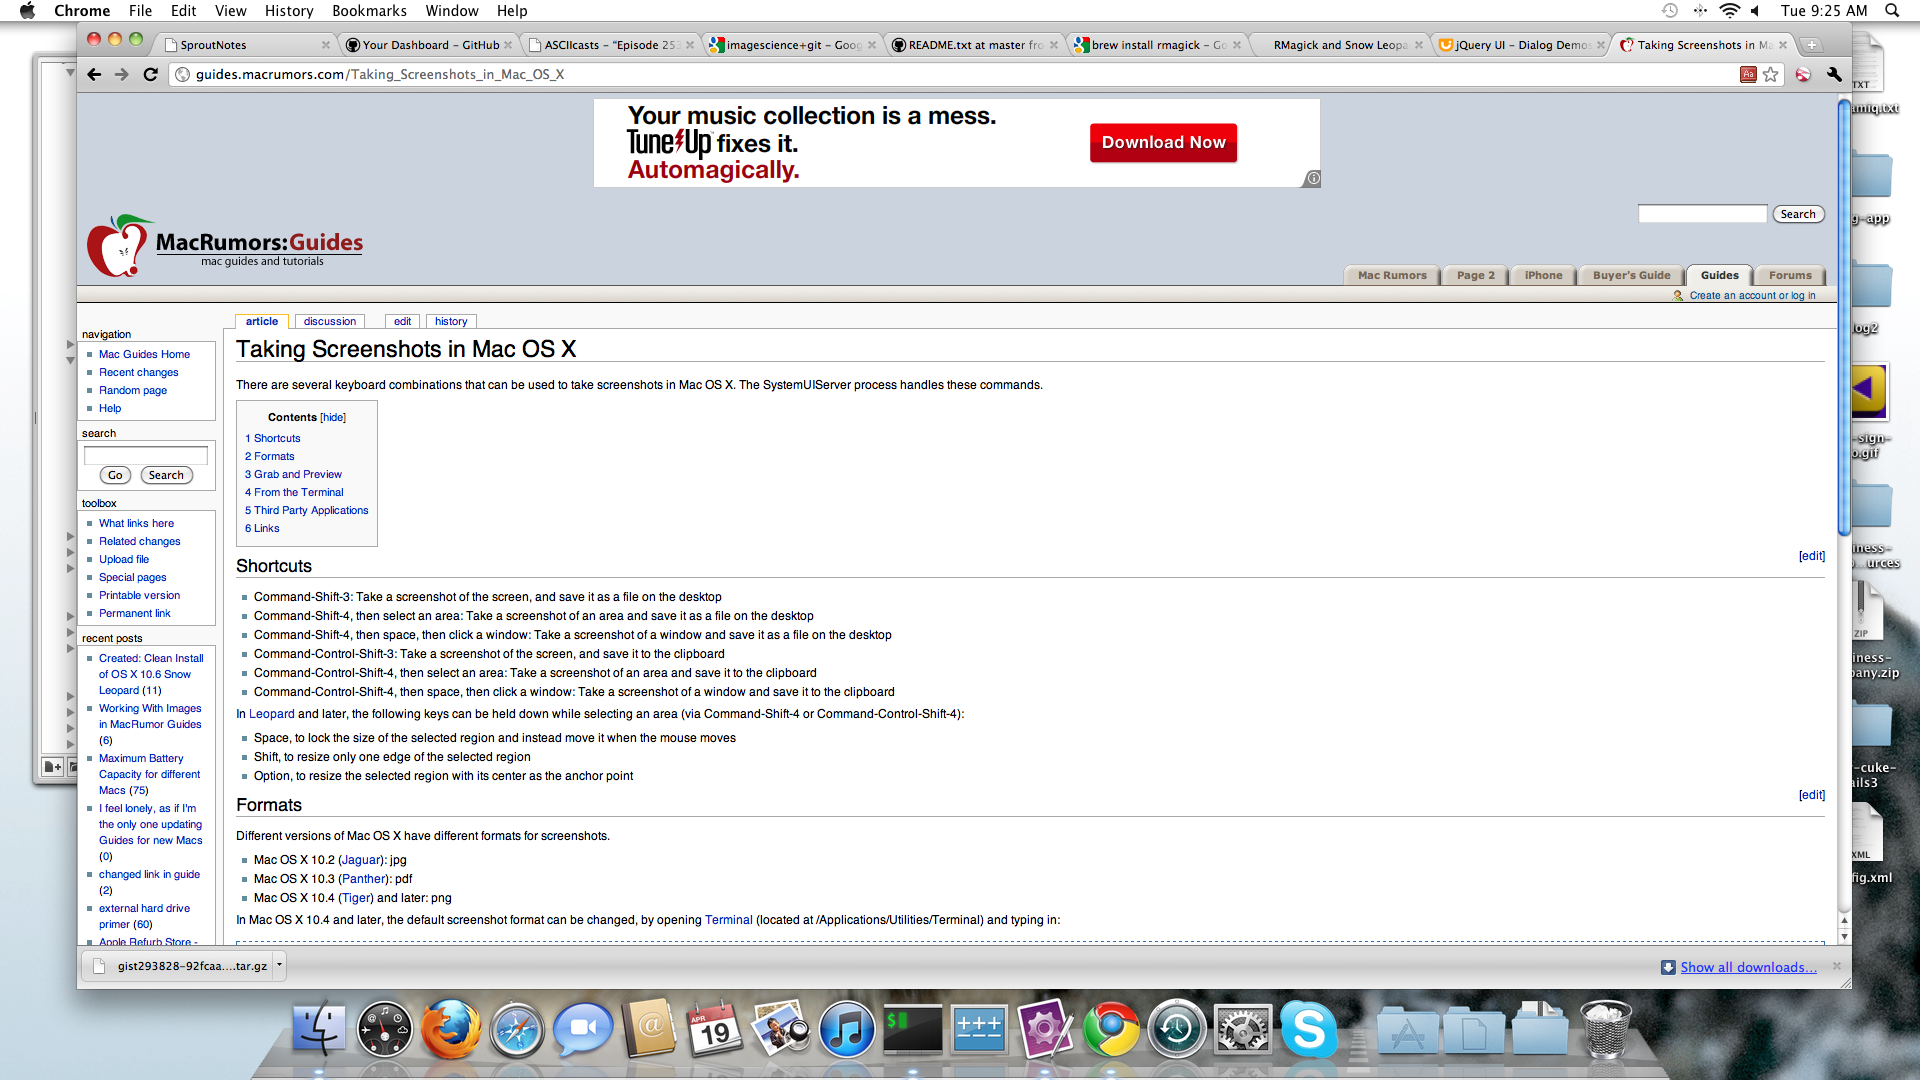 Chrome File Edit View History Bookmarks Window Help
Tue 9:25 AM
SproutNotes
Your Dashboard - GitHub
ASCIIcasts - "Episode 253
imagescience+git - Goog
README.txt at master fro
brew install rmagick - Go
RMagick and Snow Leopa
jQuery UI - Dialog Demos
Taking Screenshots in Ma
guides.macrumors.com/Taking_Screenshots_in_Mac_OS_X
Your music collection is a mess.
TuneUp fixes it.
Automagically.
Download Now
Search
MacRumors:Guides
mac guides and tutorials
Mac Rumors
Page 2
iPhone
Buyer's Guide
Guides
Forums
Create an account or log in
article
discussion
edit
history
navigation
Mac Guides Home
Recent changes
Random page
Help
search
Go
Search
toolbox
What links here
Related changes
Upload file
Special pages
Printable version
Permanent link
recent posts
Created: Clean Install
of OS X 10.6 Snow
Leopard (11)
Working With Images
in MacRumor Guides
(6)
Maximum Battery
Capacity for different
Macs (75)
I feel lonely, as if I'm
the only one updating
Guides for new Macs
(0)
changed link in guide
(2)
external hard drive
primer (60)
Apple Refurb Store -
Taking Screenshots in Mac OS X
There are several keyboard combinations that can be used to take screenshots in Mac OS X. The SystemUIServer process handles these commands.
Contents [hide]
1 Shortcuts
2 Formats
3 Grab and Preview
4 From the Terminal
5 Third Party Applications
6 Links
Shortcuts
[edit]
Command-Shift-3: Take a screenshot of the screen, and save it as a file on the desktop
Command-Shift-4, then select an area: Take a screenshot of an area and save it as a file on the desktop
Command-Shift-4, then space, then click a window: Take a screenshot of a window and save it as a file on the desktop
Command-Control-Shift-3: Take a screenshot of the screen, and save it to the clipboard
Command-Control-Shift-4, then select an area: Take a screenshot of an area and save it to the clipboard
Command-Control-Shift-4, then space, then click a window: Take a screenshot of a window and save it to the clipboard
In Leopard and later, the following keys can be held down while selecting an area (via Command-Shift-4 or Command-Control-Shift-4):
Space, to lock the size of the selected region and instead move it when the mouse moves
Shift, to resize only one edge of the selected region
Option, to resize the selected region with its center as the anchor point
Formats
[edit]
Different versions of Mac OS X have different formats for screenshots.
Mac OS X 10.2 (Jaguar): jpg
Mac OS X 10.3 (Panther): pdf
Mac OS X 10.4 (Tiger) and later: png
In Mac OS X 10.4 and later, the default screenshot format can be changed, by opening Terminal (located at /Applications/Utilities/Terminal) and typing in:
gist293828-92fcaa....tar.gz
Show all downloads...
TXT
amiq.txt
g-app
log2
-sign-
o.gif
iness-
o...urces
ZIP
iness-
pany.zip
r-cuke-
ails3
XML
fig.xml
APR
19